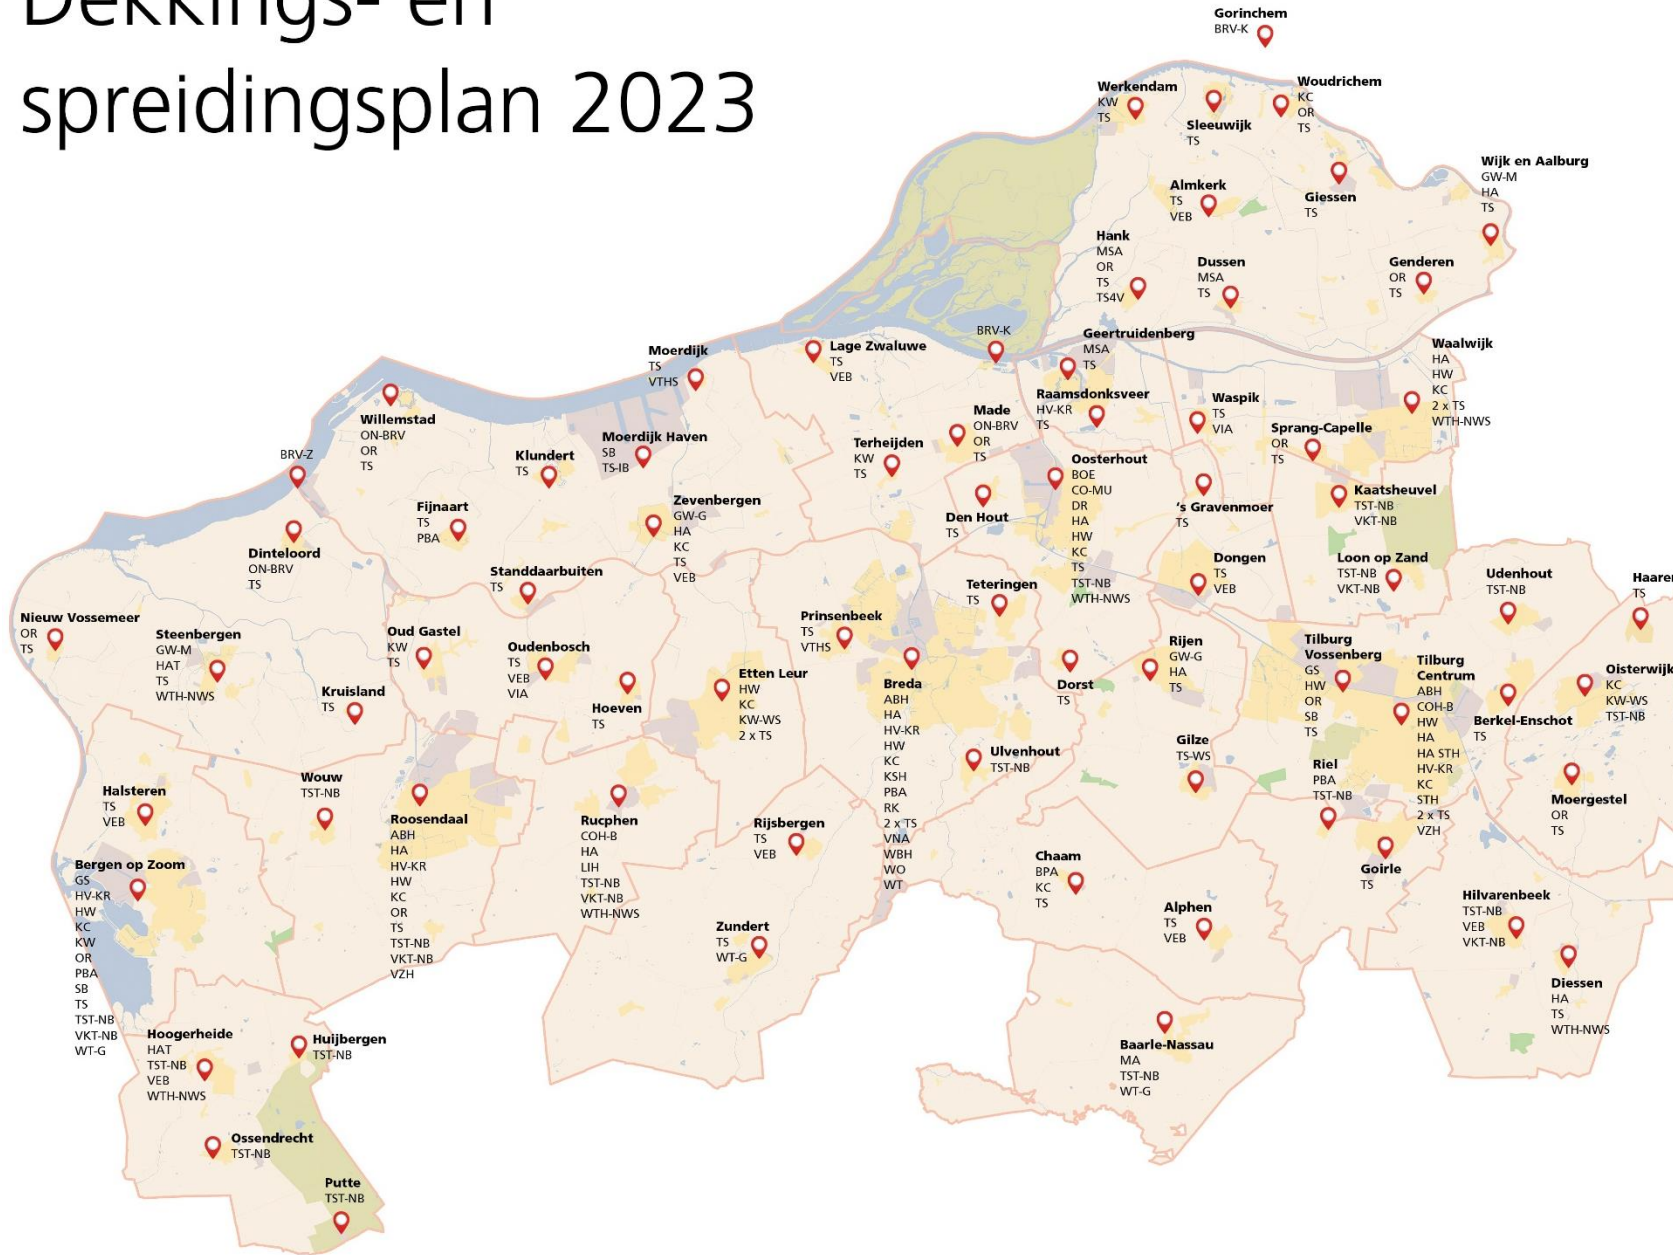 Dekkings- en
spreidingsplan 2023
Gorinchem
BRV-K
Werkendam
KW
TS
Sleeuwijk
TS
Woudrichem
KC
OR
TS
Wijk en Aalburg
GW-M
HA
TS
Almkerk
TS
VEB
Giessen
TS
Hank
MSA
OR
TS
TS4V
Dussen
MSA
TS
Genderen
OR
TS
BRV-K
Geertruidenberg
MSA
TS
Moerdijk
TS
VTHS
Lage Zwaluwe
TS
VEB
Waalwijk
HA
HW
KC
2 x TS
WTH-NWS
Raamsdonksveer
HV-KR
TS
Waspik
TS
VIA
Sprang-Capelle
OR
TS
Willemstad
ON-BRV
OR
TS
Made
ON-BRV
OR
TS
Moerdijk Haven
SB
TS-IB
Terheijden
KW
TS
Klundert
TS
BRV-Z
Oosterhout
BOE
CO-MU
DR
HA
HW
KC
TS
TST-NB
WTH-NWS
Kaatsheuvel
TST-NB
VKT-NB
's Gravenmoer
TS
Fijnaart
TS
PBA
Zevenbergen
GW-G
HA
KC
TS
VEB
Den Hout
TS
Dinteloord
ON-BRV
TS
Dongen
TS
VEB
Loon op Zand
TST-NB
VKT-NB
Udenhout
TST-NB
Haaren
TS
Standdaarbuiten
TS
Teteringen
TS
Nieuw Vossemeer
OR
TS
Steenbergen
GW-M
HAT
TS
WTH-NWS
Oud Gastel
KW
TS
Oudenbosch
TS
VEB
VIA
Prinsenbeek
TS
VTHS
Rijen
GW-G
HA
TS
Tilburg
Vossenberg
GS
HW
OR
SB
TS
Tilburg
Centrum
ABH
COH-B
HW
HA
HA STH
HV-KR
KC
STH
2 x TS
VZH
Oisterwijk
KC
KW-WS
TST-NB
Kruisland
TS
Hoeven
TS
Etten Leur
HW
KC
KW-WS
2 x TS
Breda
ABH
HA
HV-KR
HW
KC
KSH
PBA
RK
2 x TS
VNA
WBH
WO
WT
Dorst
TS
Berkel-Enschot
TS
Ulvenhout
TST-NB
Gilze
TS-WS
Riel
PBA
TST-NB
Moergestel
OR
TS
Halsteren
TS
VEB
Wouw
TST-NB
Roosendaal
ABH
HA
HV-KR
HW
KC
OR
TS
TST-NB
VKT-NB
VZH
Rucphen
COH-B
HA
LIH
TST-NB
VKT-NB
WTH-NWS
Rijsbergen
TS
VEB
Chaam
BPA
KC
TS
Goirle
TS
Bergen op Zoom
GS
HV-KR
HW
KC
KW
OR
PBA
SB
TS
TST-NB
VKT-NB
WT-G
Zundert
TS
WT-G
Alphen
TS
VEB
Hilvarenbeek
TST-NB
VEB
VKT-NB
Diessen
HA
TS
WTH-NWS
Hoogerheide
HAT
TST-NB
VEB
WTH-NWS
Huijbergen
TST-NB
Baarle-Nassau
MA
TST-NB
WT-G
Ossendrecht
TST-NB
Putte
TST-NB